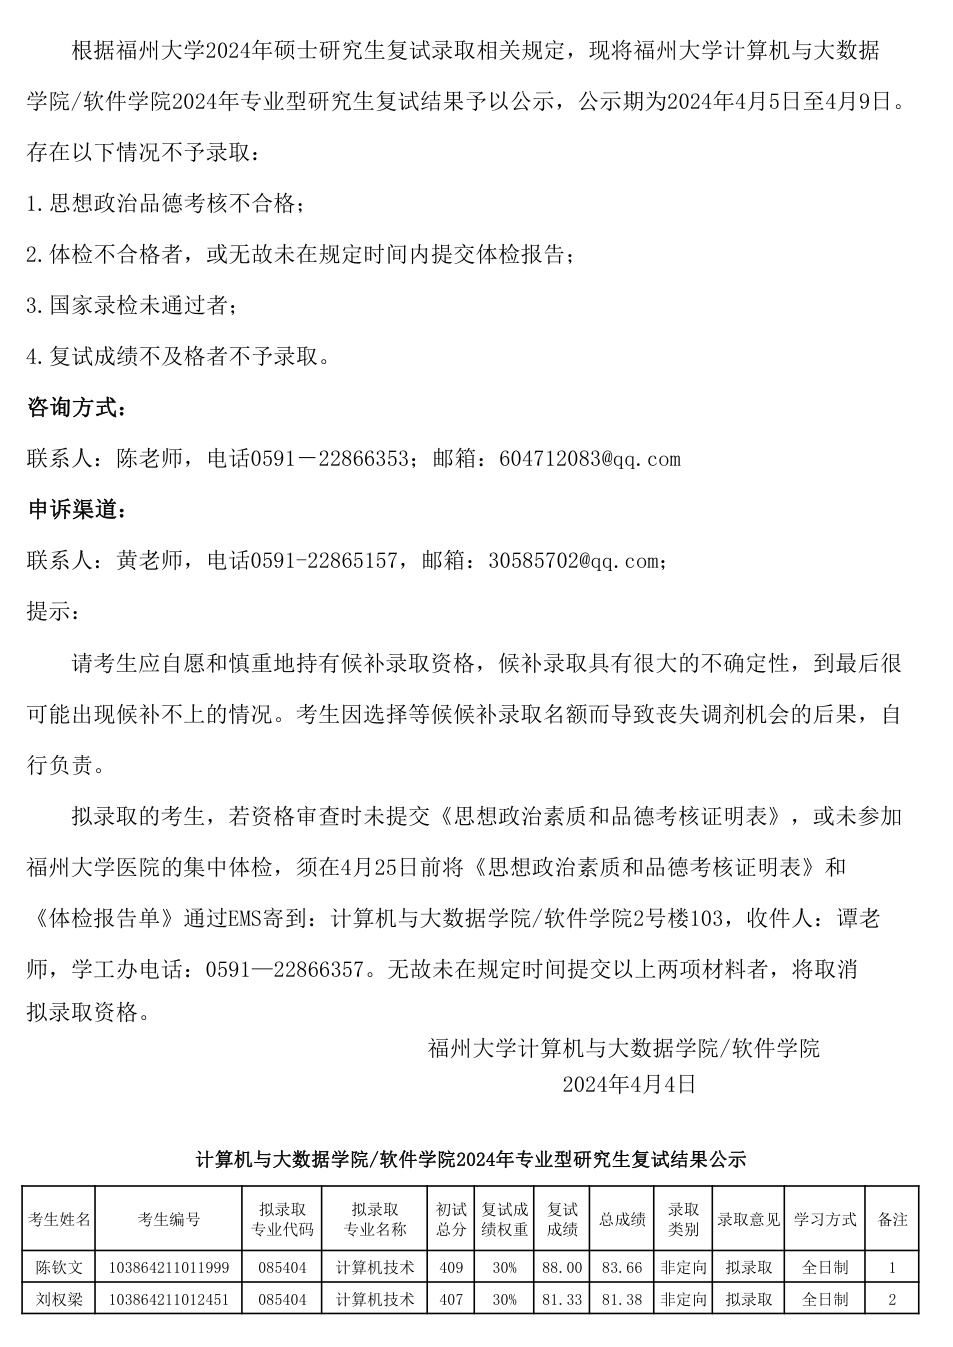 根据福州大学2024年硕士研究生复试录取相关规定，现将福州大学计算机与大数据
学院/软件学院2024年专业型研究生复试结果予以公示，公示期为2024年4月5日至4月9日。
存在以下情况不予录取：
1.思想政治品德考核不合格；
2.体检不合格者，或无故未在规定时间内提交体检报告；
3.国家录检未通过者；
4.复试成绩不及格者不予录取。
咨询方式：
联系人：陈老师，电话0591－22866353；邮箱：604712083@qq.com
申诉渠道：
联系人：黄老师，电话0591-22865157，邮箱：30585702@qq.com；
提示：
请考生应自愿和慎重地持有候补录取资格，候补录取具有很大的不确定性，到最后很
可能出现候补不上的情况。考生因选择等候候补录取名额而导致丧失调剂机会的后果，自
行负责。
拟录取的考生，若资格审查时未提交《思想政治素质和品德考核证明表》，或未参加
福州大学医院的集中体检，须在4月25日前将《思想政治素质和品德考核证明表》和
《体检报告单》通过EMS寄到：计算机与大数据学院/软件学院2号楼103，收件人：谭老
师，学工办电话：0591—22866357。无故未在规定时间提交以上两项材料者，将取消
拟录取资格。
福州大学计算机与大数据学院/软件学院
2024年4月4日
计算机与大数据学院/软件学院2024年专业型研究生复试结果公示
考生姓名 考生编号 拟录取专业代码 拟录取专业名称 初试总分 复试成绩权重 复试成绩 总成绩 录取类别 录取意见 学习方式 备注
陈钦文 103864211011999 085404 计算机技术 409 30% 88.00 83.66 非定向 拟录取 全日制 1
刘权梁 103864211012451 085404 计算机技术 407 30% 81.33 81.38 非定向 拟录取 全日制 2